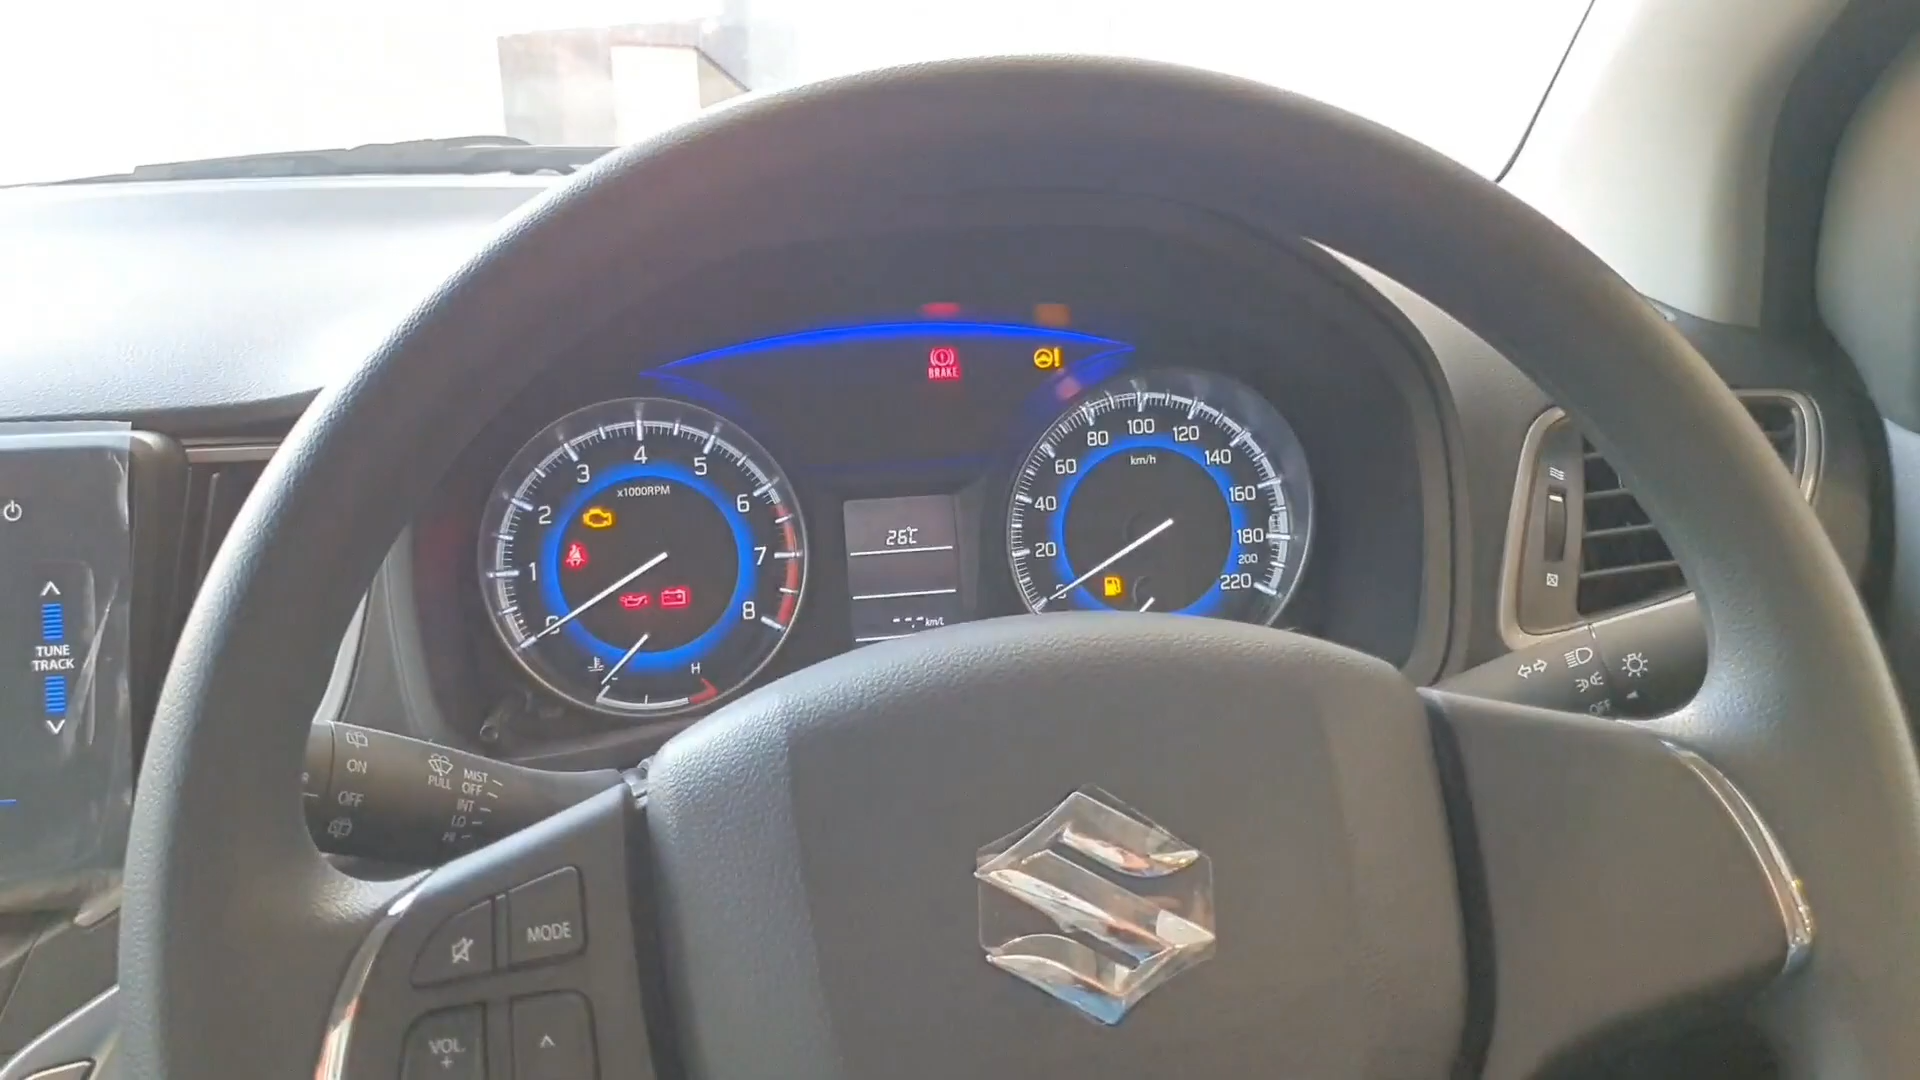 BRAKE
4
3
5
x1000RPM
2
6
1
7
0
8
H
26℃
--.- km/L
100
80
120
km/h
60
140
40
160
180
20
200
0
220
TUNE
TRACK
ON
OFF
PULL
MIST
OFF
INT
LO
HI
OFF
MODE
VOL
+